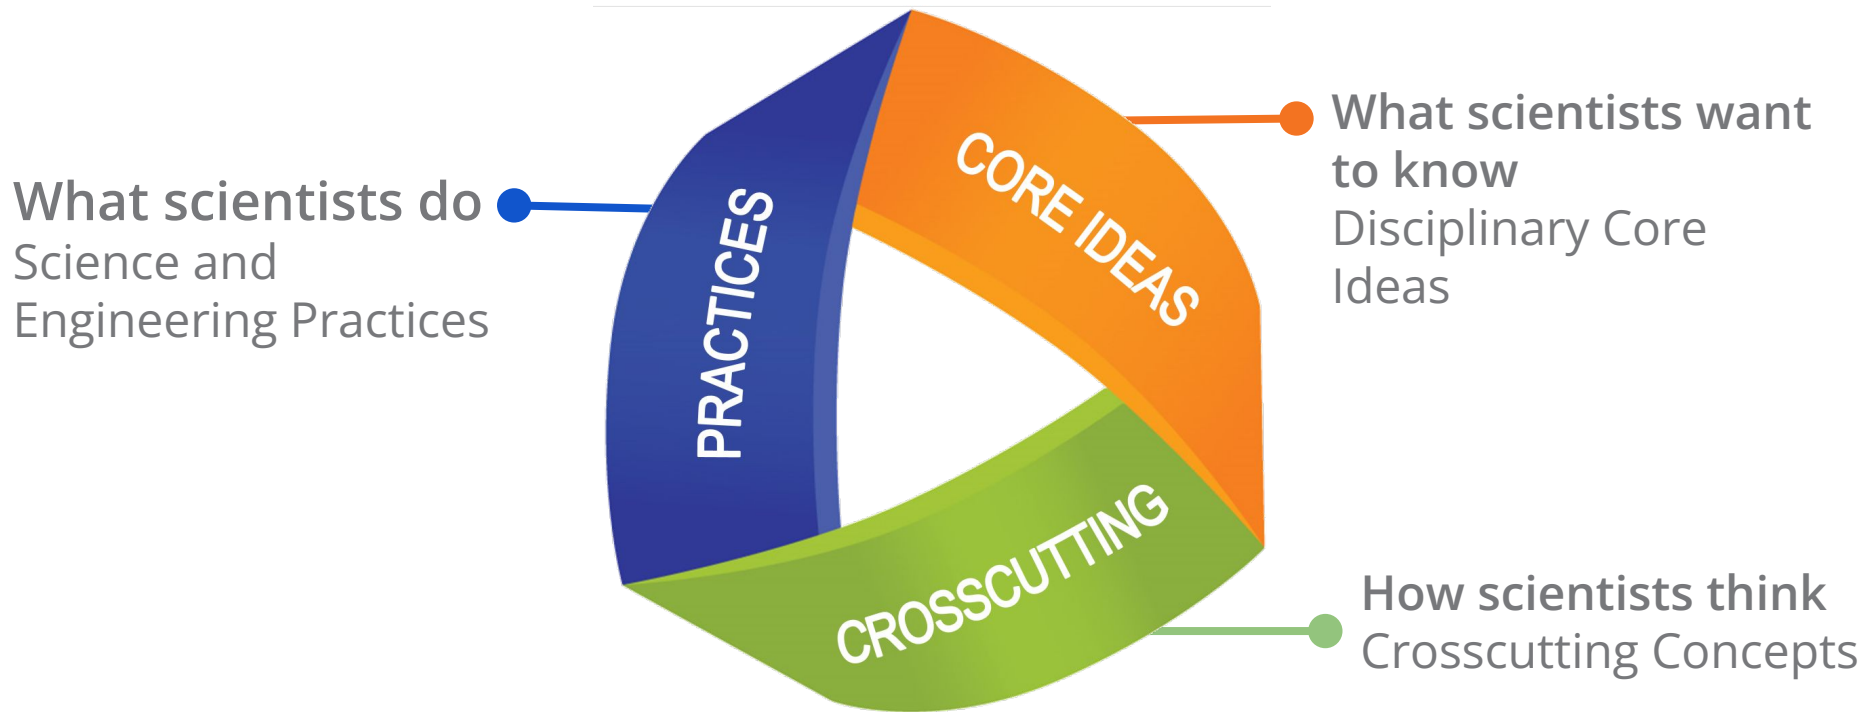 What scientists do
Science and
Engineering Practices
PRACTICES
CORE IDEAS
CROSSCUTTING
What scientists want
to know
Disciplinary Core
Ideas
How scientists think
Crosscutting Concepts